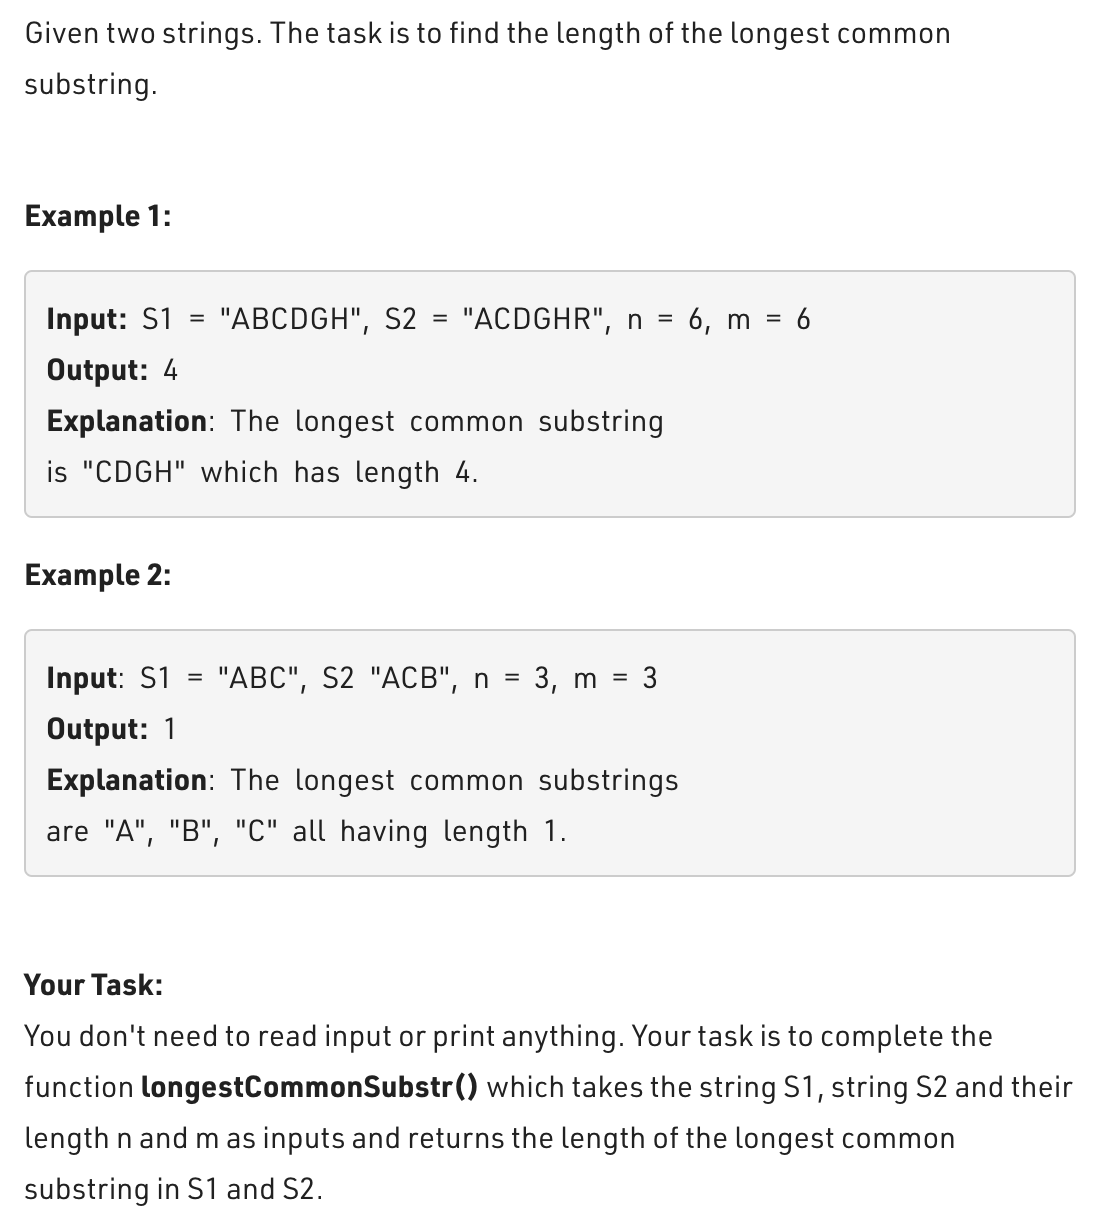 Given two strings. The task is to find the length of the longest common
substring.
Example 1:
Input: S1 = "ABCDGH", S2 = "ACDGHR", n = 6, m = 6
Output: 4
Explanation: The longest common substring
is "CDGH" which has length 4.
Example 2:
Input: S1 = "ABC", S2 "ACB", n = 3, m = 3
Output: 1
Explanation: The longest common substrings
are "A", "B", "C" all having length 1.
Your Task:
You don't need to read input or print anything. Your task is to complete the
function longestCommonSubstr() which takes the string S1, string S2 and their
length n and m as inputs and returns the length of the longest common
substring in S1 and S2.